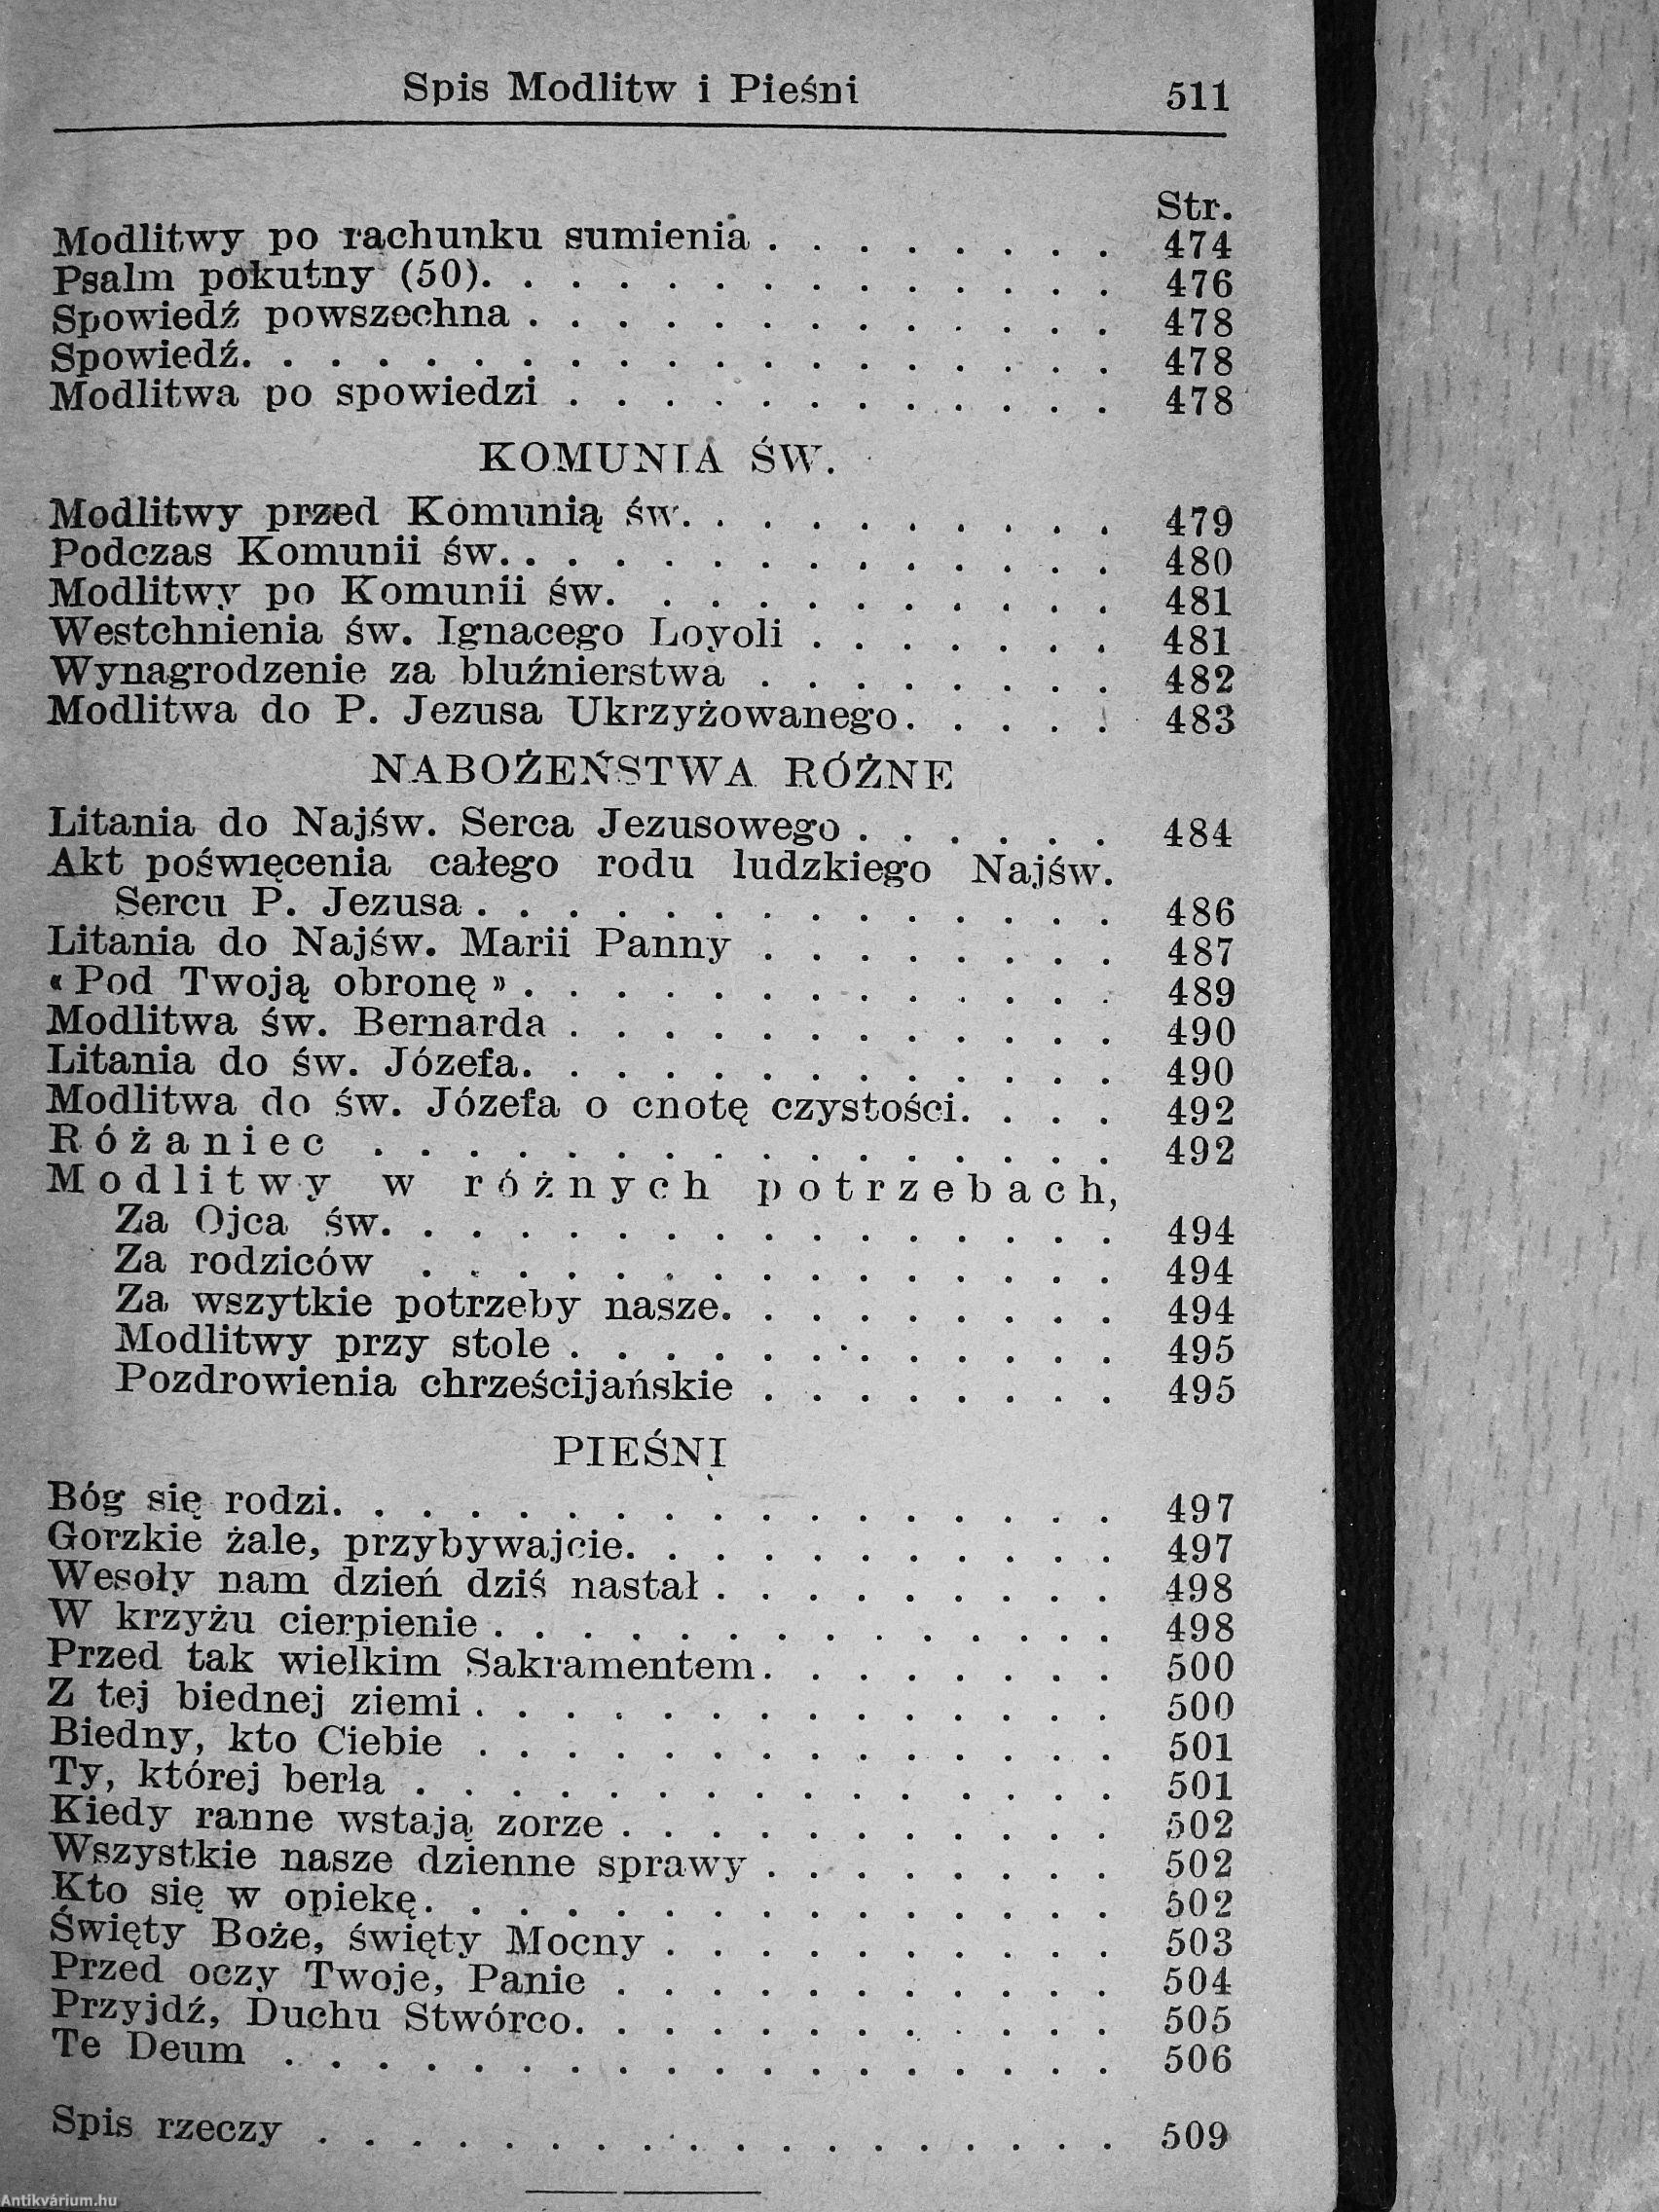 Spis Modlitw i Pieśni 511
Str.
Modlitwy po rachunku sumienia . . . . . . . . 474
Psalm pokutny (50). . . . . . . . . . . . . . 476
Spowiedź powszechna . . . . . . . . . . . . . 478
Spowiedź. . . . . . . . . . . . . . . . . . . 478
Modlitwa po spowiedzi . . . . . . . . . . . . 478
KOMUNIA ŚW.
Modlitwy przed Komunią św. . . . . . . . . . 479
Podczas Komunii św. . . . . . . . . . . . . . 480
Modlitwy po Komunii św. . . . . . . . . . . 481
Westchnienia św. Ignacego Loyoli . . . . . . . 481
Wynagrodzenie za bluźnierstwa . . . . . . . . 482
Modlitwa do P. Jezusa Ukrzyżowanego. . . . . 483
NABOŻEŃSTWA RÓŻNE
Litania do Najśw. Serca Jezusowego . . . . . . 484
Akt poświęcenia całego rodu ludzkiego Najśw.
Sercu P. Jezusa . . . . . . . . . . . . . . 486
Litania do Najśw. Marii Panny . . . . . . . . 487
« Pod Twoją obronę » . . . . . . . . . . . . . 489
Modlitwa św. Bernarda . . . . . . . . . . . . 490
Litania do św. Józefa. . . . . . . . . . . . . 490
Modlitwa do św. Józefa o cnotę czystości. . . . 492
Różaniec . . . . . . . . . . . . . . . . 492
Modlitwy w różnych potrzebach,
Za Ojca św. . . . . . . . . . . . . . . . 494
Za rodziców . . . . . . . . . . . . . . . 494
Za wszytkie potrzeby nasze. . . . . . . . . 494
Modlitwy przy stole . . . . . . . . . . . . 495
Pozdrowienia chrześcijańskie . . . . . . . . 495
PIEŚNI
Bóg się rodzi. . . . . . . . . . . . . . . . . 497
Gorzkie żale, przybywajcie. . . . . . . . . . . 497
Wesoły nam dzień dziś nastał . . . . . . . . . 498
W krzyżu cierpienie . . . . . . . . . . . . . . 498
Przed tak wielkim Sakramentem. . . . . . . . 500
Z tej biednej ziemi . . . . . . . . . . . . . . 500
Biedny, kto Ciebie . . . . . . . . . . . . . . 501
Ty, której berła . . . . . . . . . . . . . . . 501
Kiedy ranne wstają zorze . . . . . . . . . . . 502
Wszystkie nasze dzienne sprawy . . . . . . . . 502
Kto się w opiekę. . . . . . . . . . . . . . . 502
Święty Boże, święty Mocny . . . . . . . . . . 503
Przed oczy Twoje, Panie . . . . . . . . . . . 504
Przyjdź, Duchu Stwórco. . . . . . . . . . . . 505
Te Deum . . . . . . . . . . . . . . . . . . 506
Spis rzeczy . . . . . . . . . . . . . . . . . 509
Antikvárium.hu